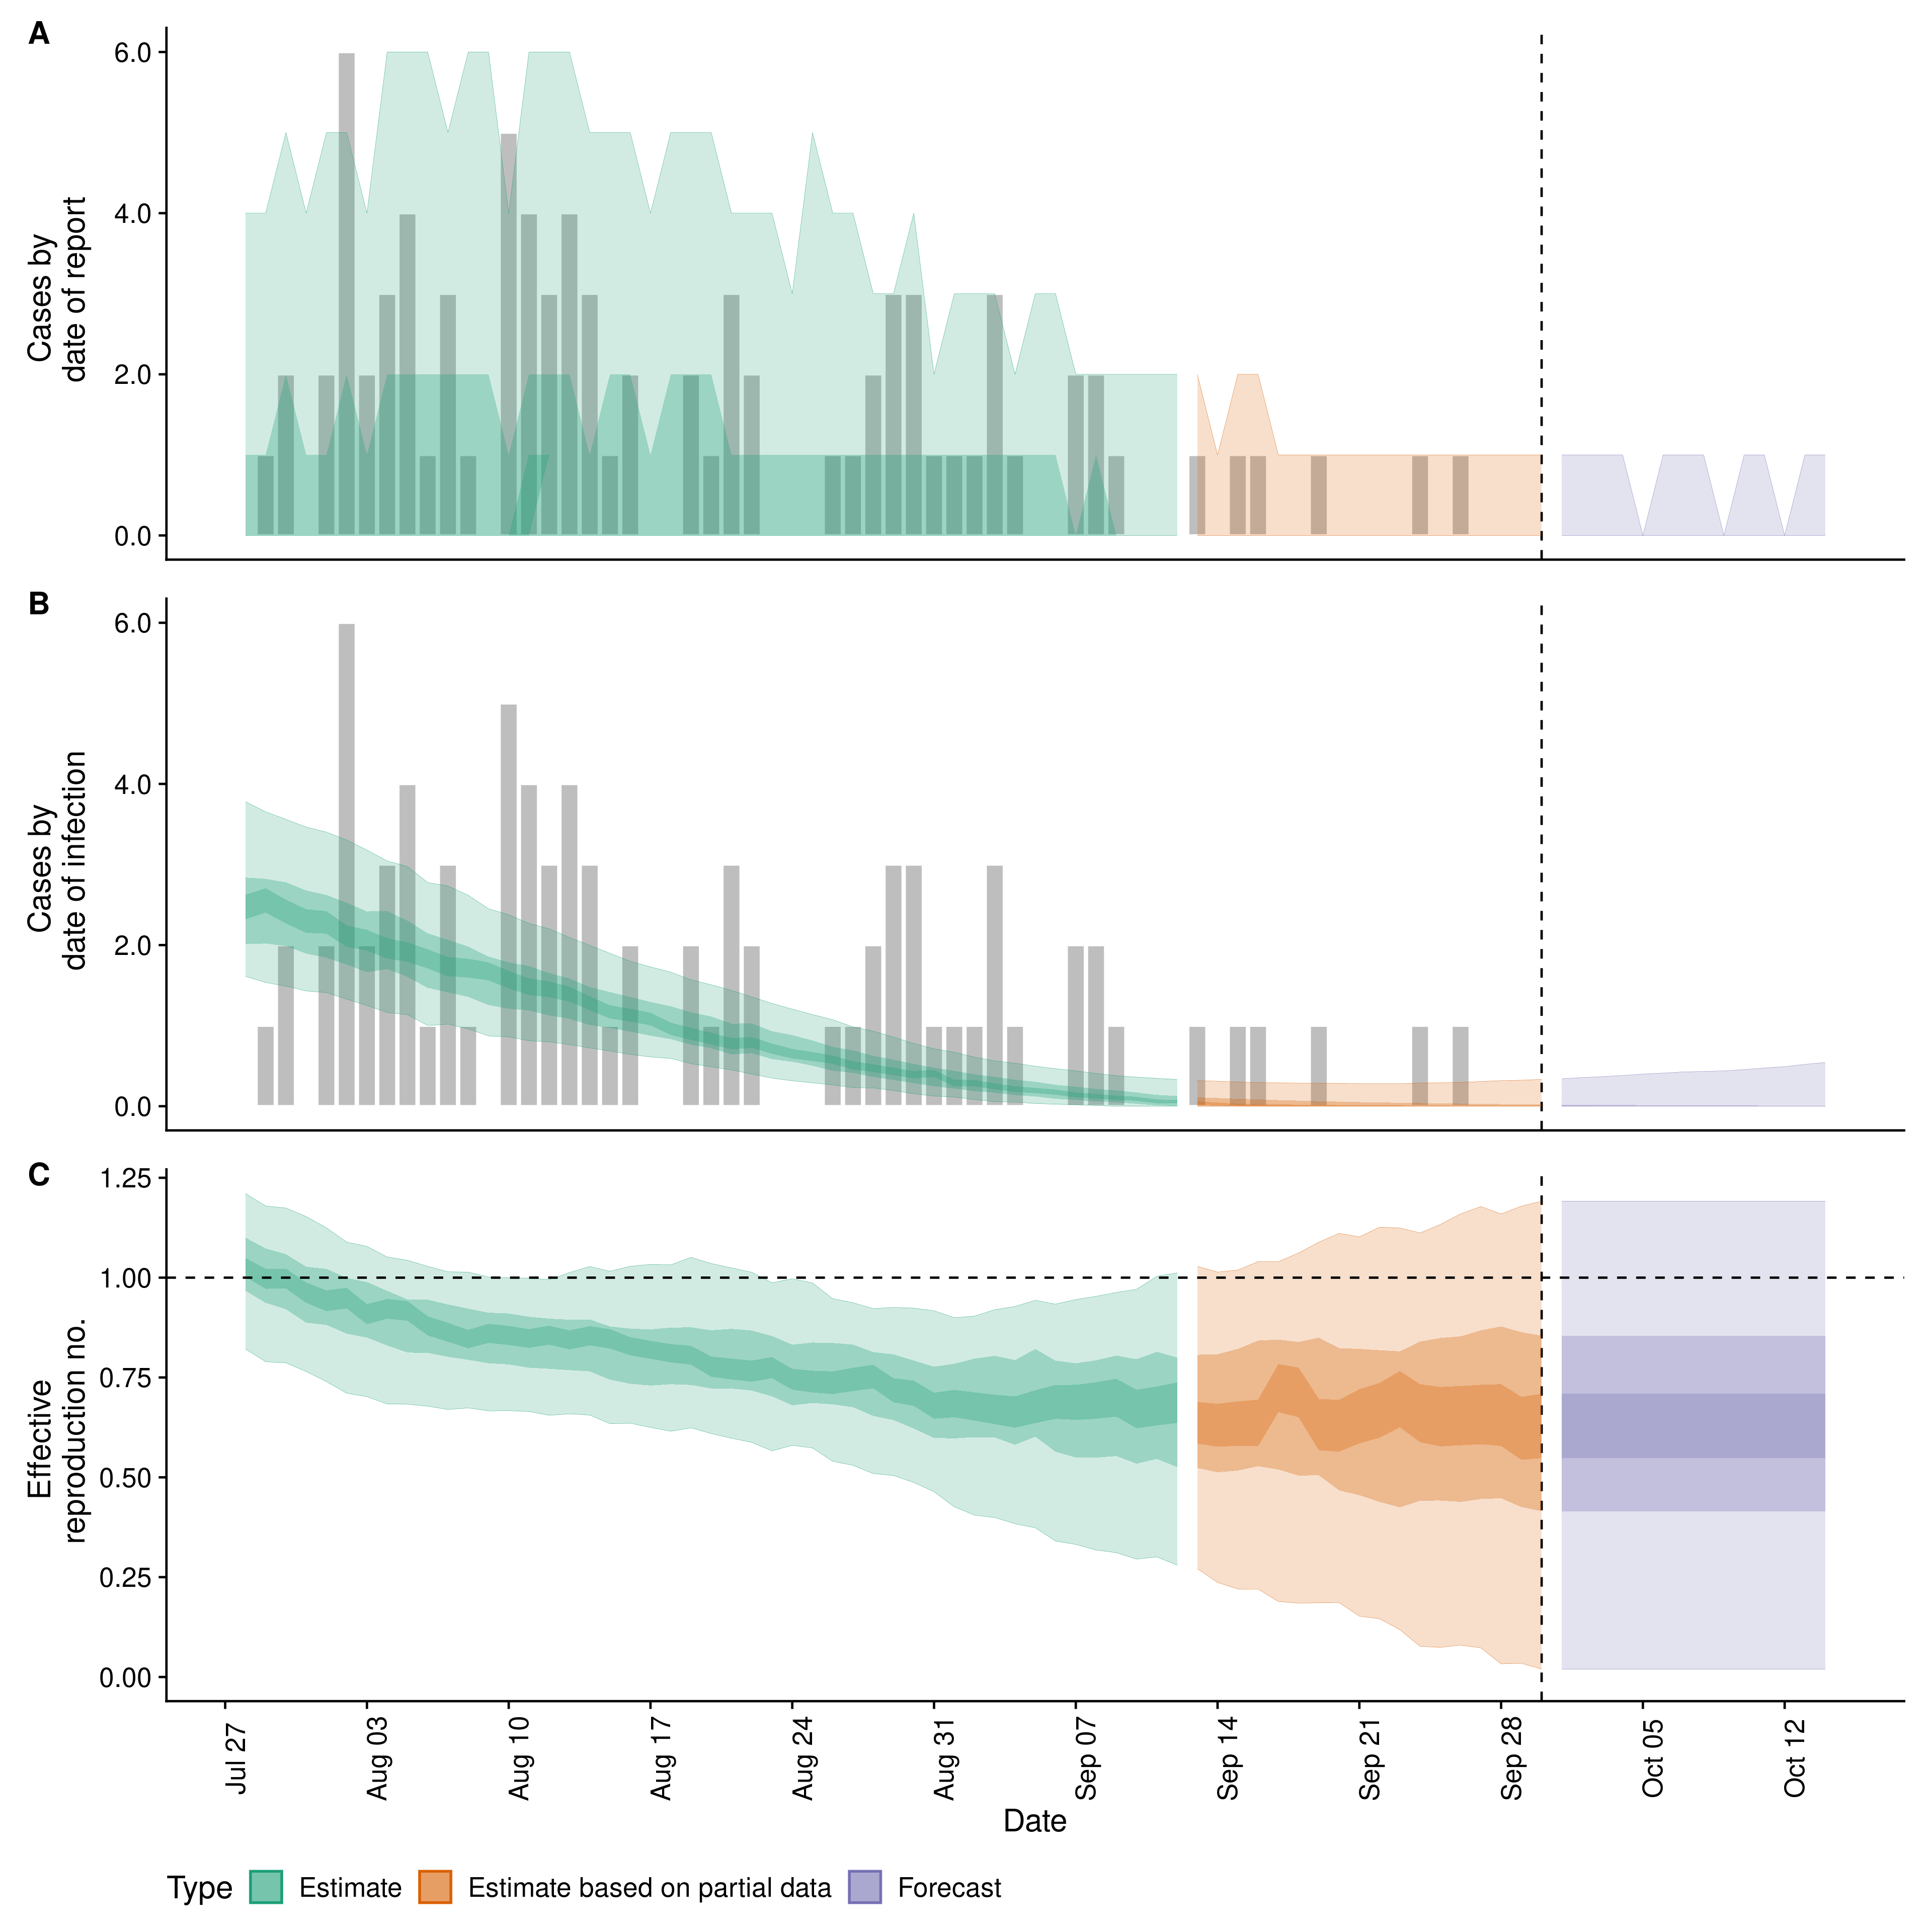 A
6.0
4.0
2.0
0.0
Cases by
date of report
B
6.0
4.0
2.0
0.0
Cases by
date of infection
C
1.25
1.00
0.75
0.50
0.25
0.00
Effective
reproduction no.
Jul 27
Aug 03
Aug 10
Aug 17
Aug 24
Aug 31
Sep 07
Sep 14
Sep 21
Sep 28
Oct 05
Oct 12
Date
Type Estimate Estimate based on partial data Forecast